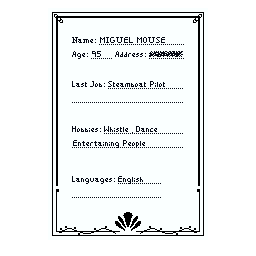 Name: MIGUEL MOUSE
Age: 95 Address:
Last Job: Steamboat Pilot
Hobbies: Whistle, Dance
Entertaining People
Languages: English